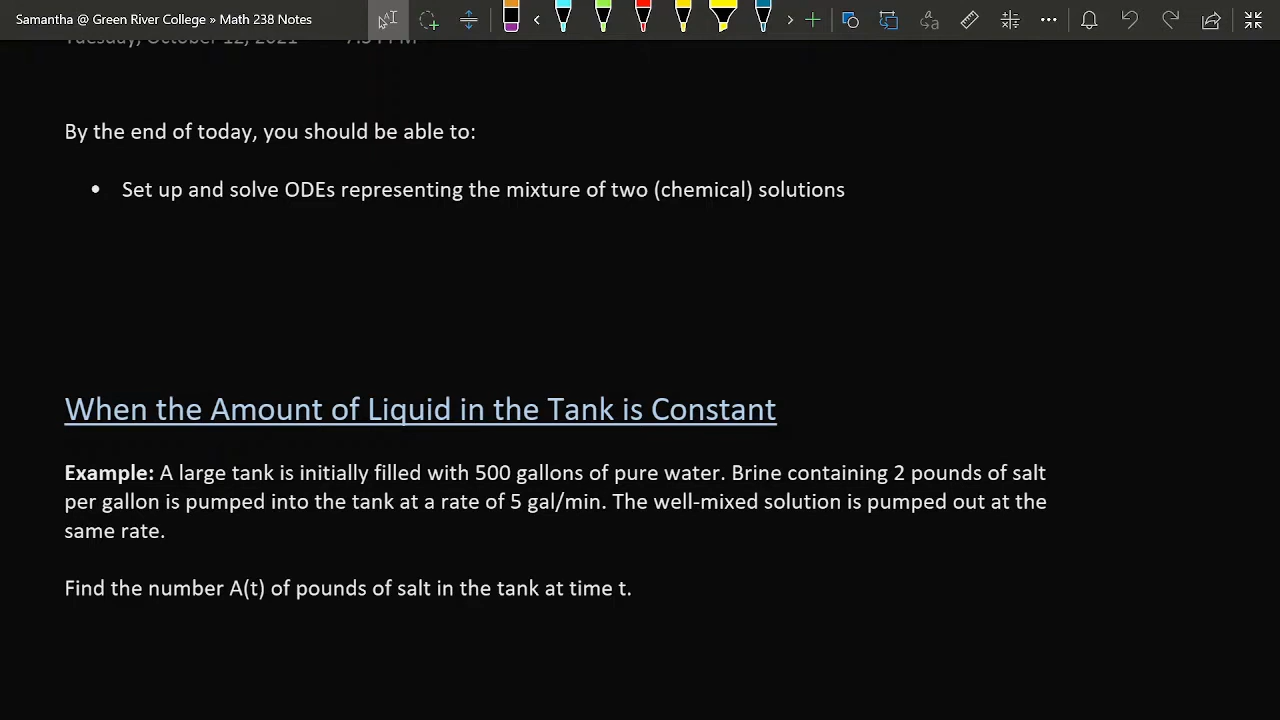 Samantha @ Green River College » Math 238 Notes
Tuesday, October 12, 2021
By the end of today, you should be able to:
• Set up and solve ODEs representing the mixture of two (chemical) solutions
When the Amount of Liquid in the Tank is Constant
Example: A large tank is initially filled with 500 gallons of pure water. Brine containing 2 pounds of salt
per gallon is pumped into the tank at a rate of 5 gal/min. The well-mixed solution is pumped out at the
same rate.
Find the number A(t) of pounds of salt in the tank at time t.